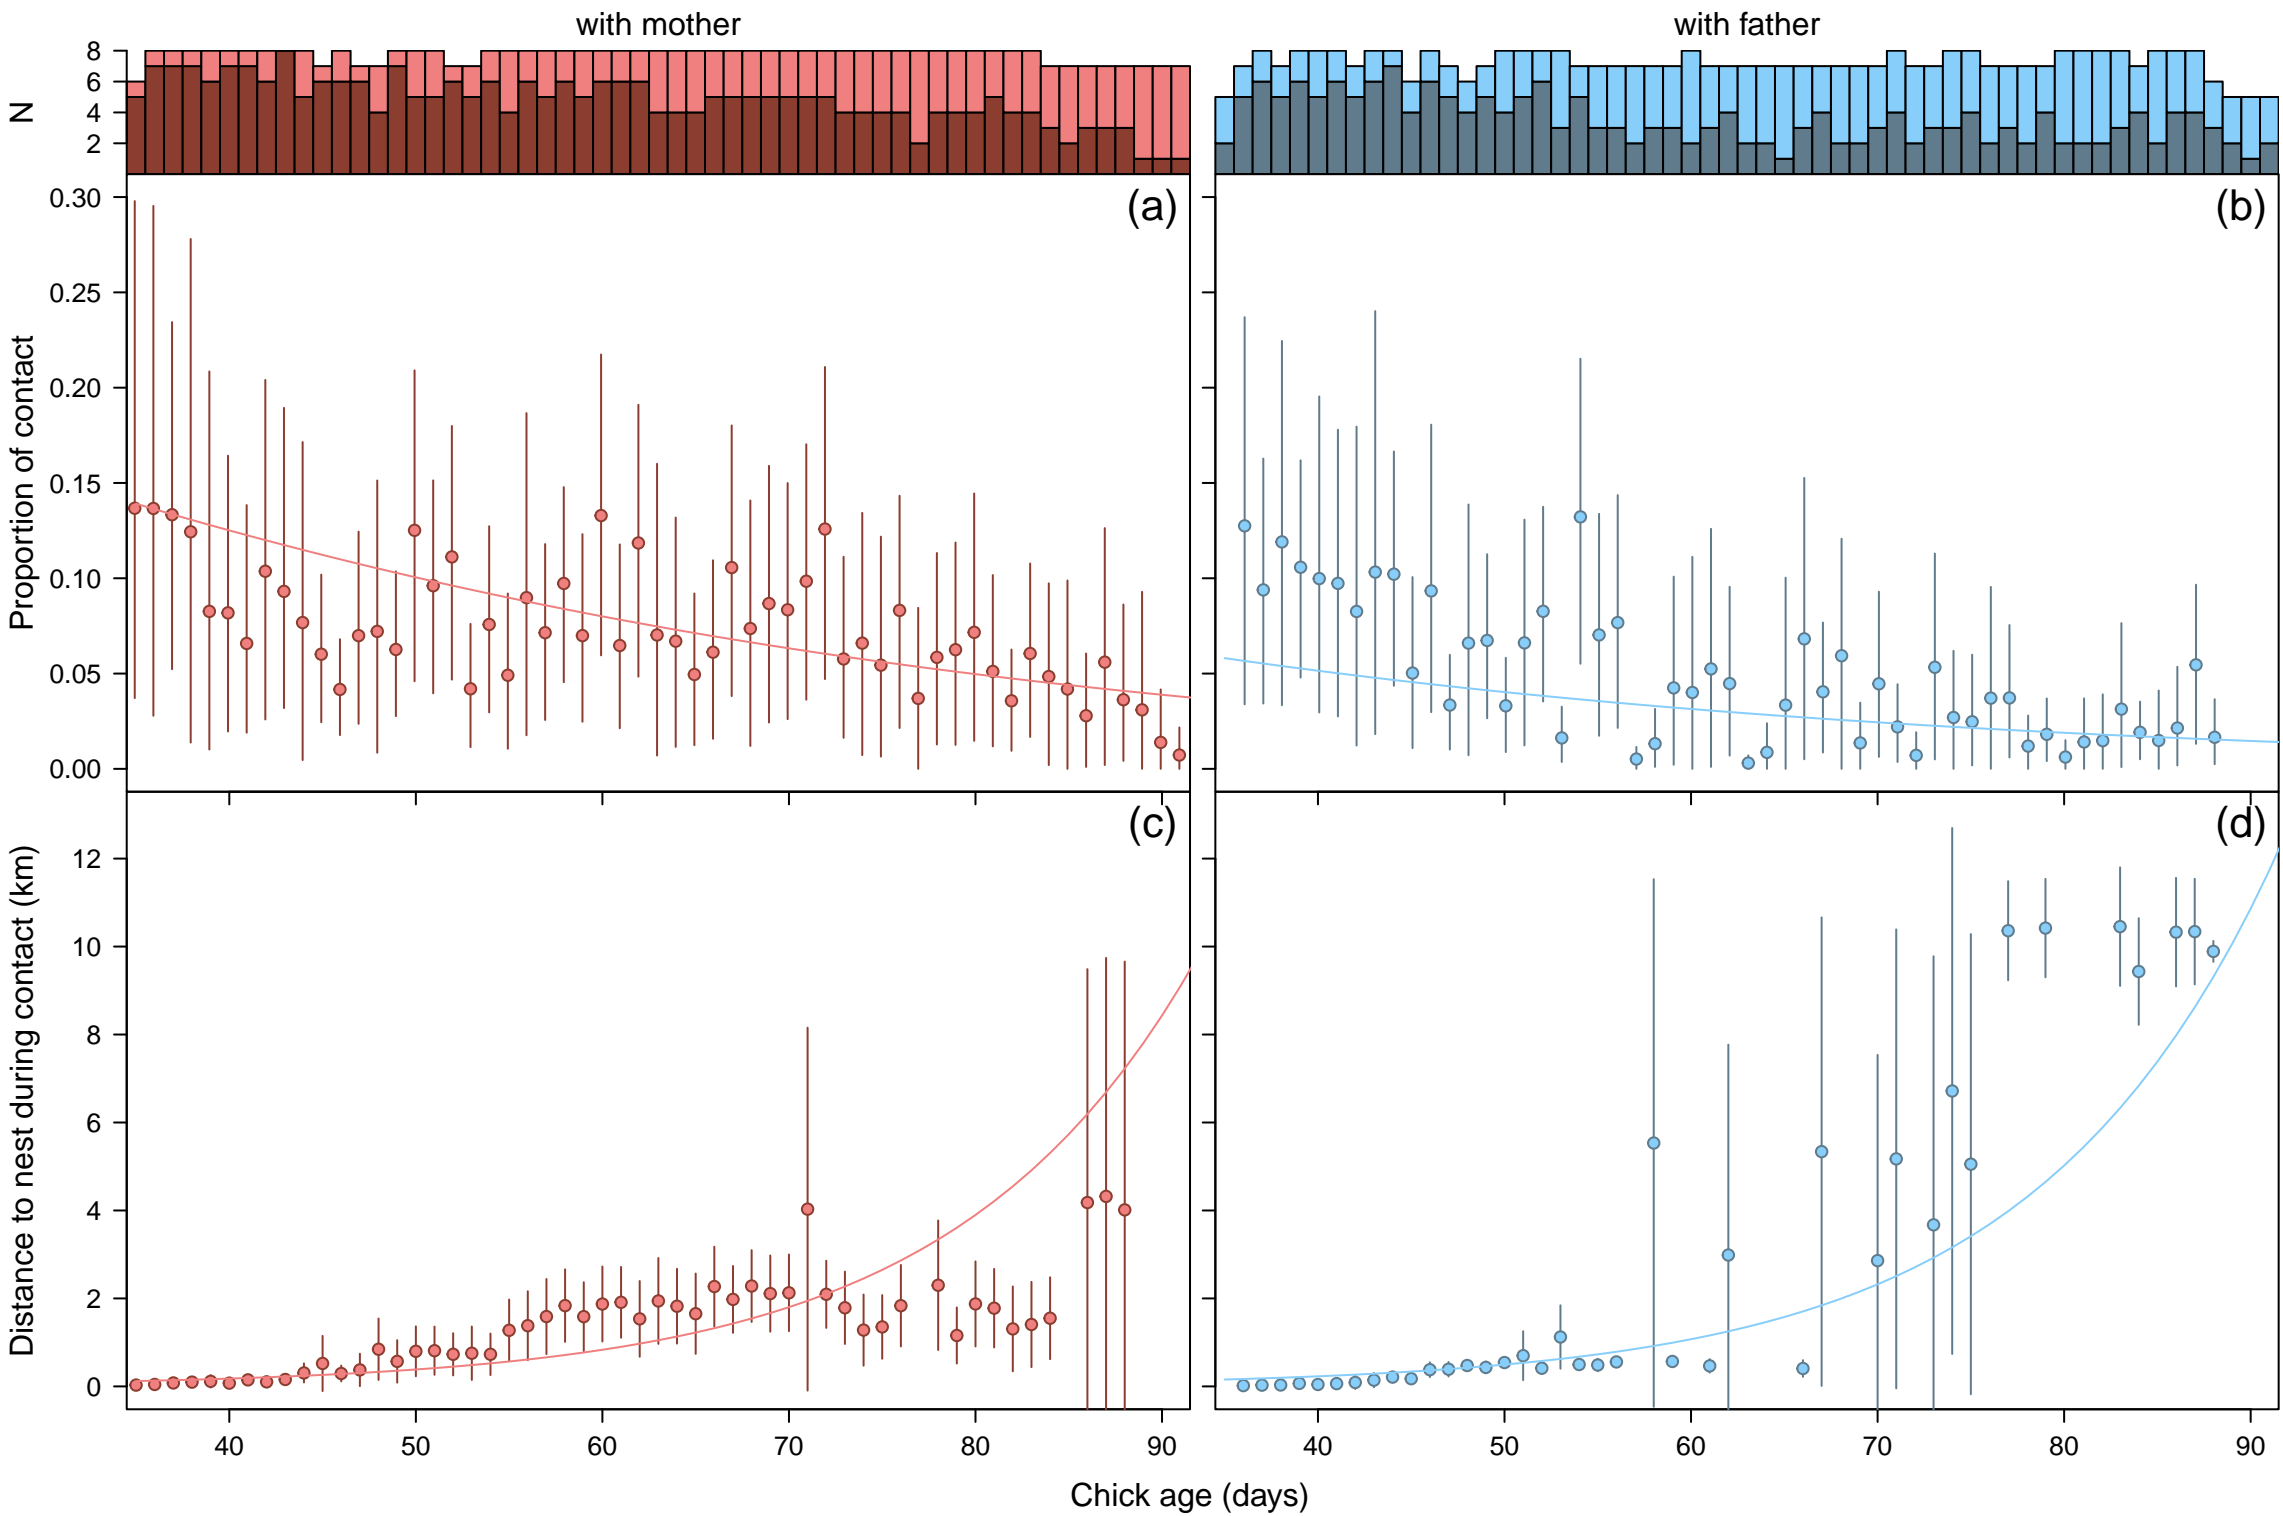 with mother
with father
8
6
4
2
N
(a)
(b)
0.30
0.25
0.20
0.15
0.10
0.05
0.00
Proportion of contact
(c)
(d)
12
10
8
6
4
2
0
Distance to nest during contact (km)
40 50 60 70 80 90
40 50 60 70 80 90
Chick age (days)